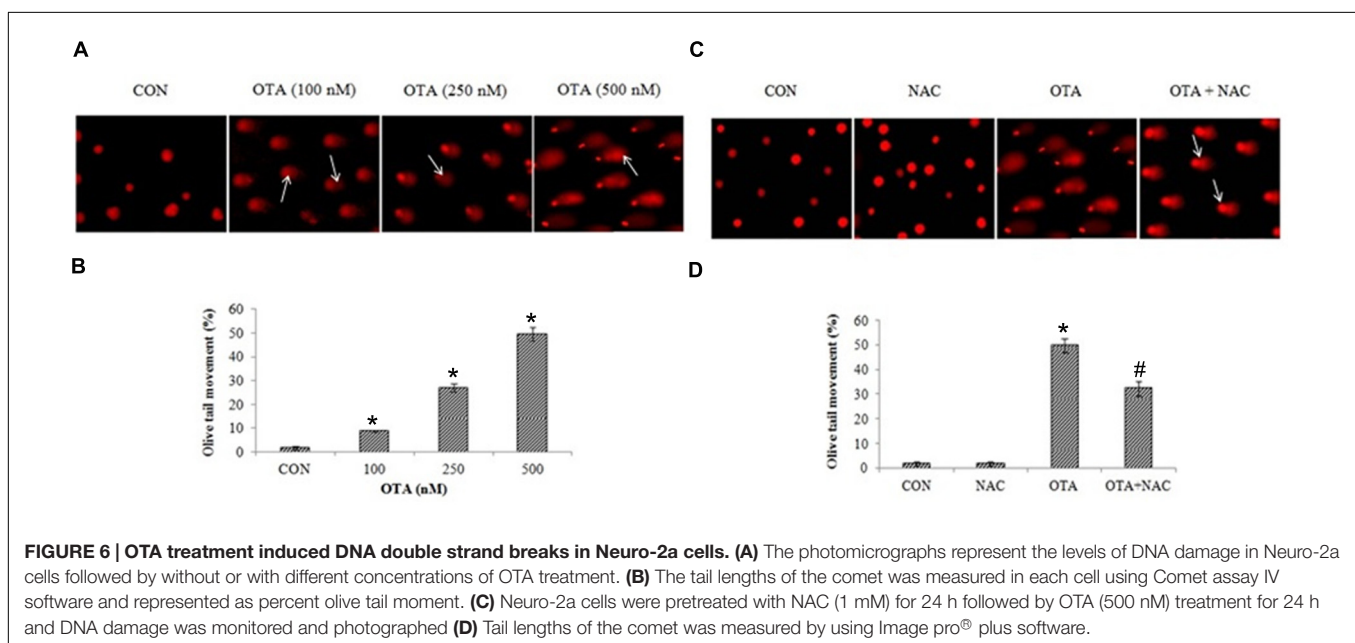 A
CON OTA (100 nM) OTA (250 nM) OTA (500 nM)
B
Olive tail movement (%)
60
50
40
30
20
10
0
* * *
CON 100 250 500
OTA (nM)
C
CON NAC OTA OTA + NAC
D
Olive tail movement (%)
60
50
40
30
20
10
0
* #
CON NAC OTA OTA+NAC
FIGURE 6 | OTA treatment induced DNA double strand breaks in Neuro-2a cells. (A) The photomicrographs represent the levels of DNA damage in Neuro-2a
cells followed by without or with different concentrations of OTA treatment. (B) The tail lengths of the comet was measured in each cell using Comet assay IV
software and represented as percent olive tail moment. (C) Neuro-2a cells were pretreated with NAC (1 mM) for 24 h followed by OTA (500 nM) treatment for 24 h
and DNA damage was monitored and photographed (D) Tail lengths of the comet was measured by using Image pro® plus software.